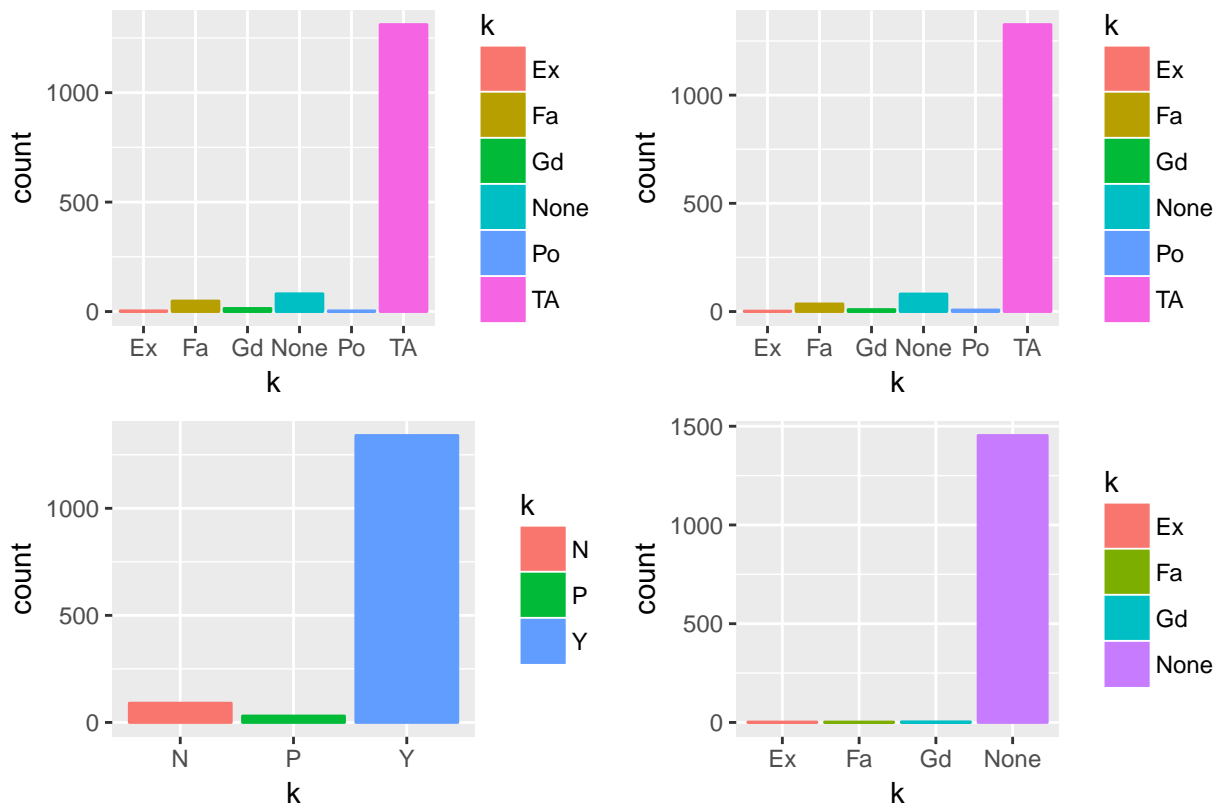 count
1000
500
0
Ex Fa Gd None Po TA
k
k
Ex
Fa
Gd
None
Po
TA
count
1000
500
0
Ex Fa Gd None Po TA
k
k
Ex
Fa
Gd
None
Po
TA
count
1000
500
0
N P Y
k
k
N
P
Y
count
1500
1000
500
0
Ex Fa Gd None
k
k
Ex
Fa
Gd
None